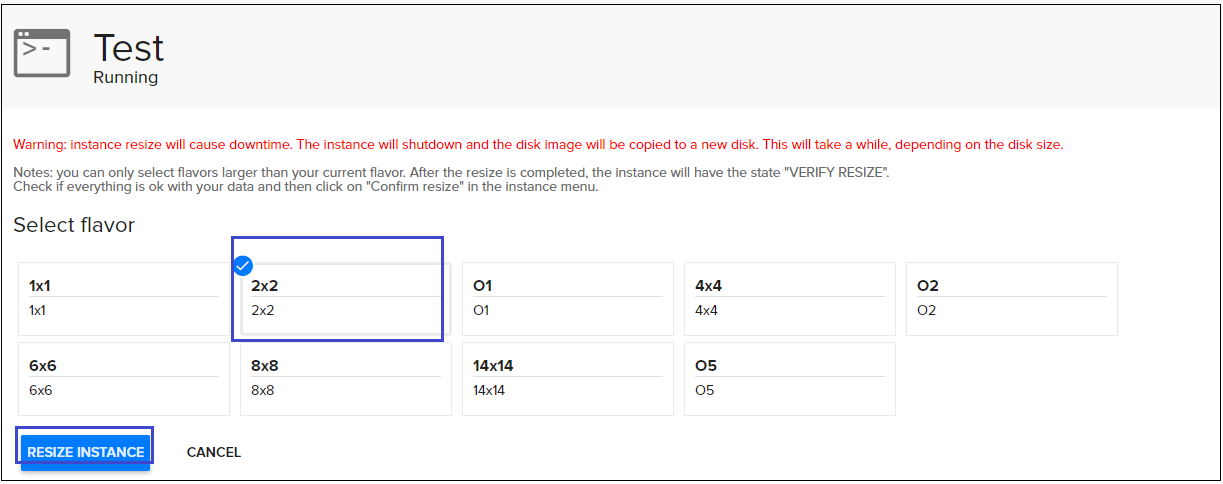 >-
Test
Running
Warning: instance resize will cause downtime. The instance will shutdown and the disk image will be copied to a new disk. This will take a while, depending on the disk size.
Notes: you can only select flavors larger than your current flavor. After the resize is completed, the instance will have the state "VERIFY RESIZE".
Check if everything is ok with your data and then click on "Confirm resize" in the instance menu.
Select flavor
1x1
1x1
2x2
2x2
O1
O1
4x4
4x4
O2
O2
6x6
6x6
8x8
8x8
14x14
14x14
O5
O5
RESIZE INSTANCE
CANCEL